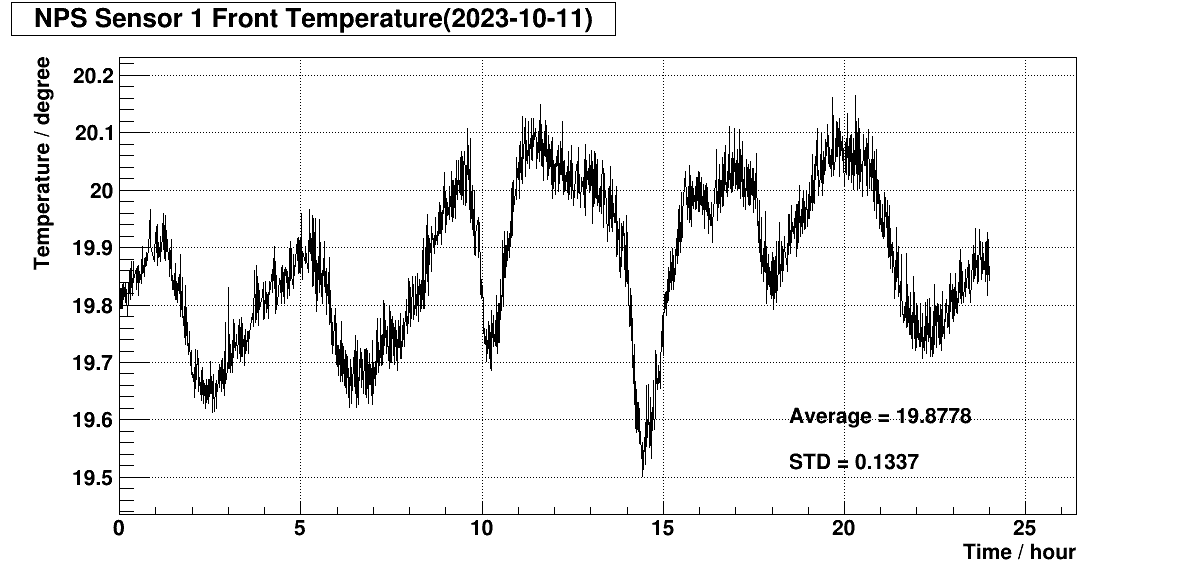 NPS Sensor 1 Front Temperature(2023-10-11)
Temperature / degree
20.2
20.1
20
19.9
19.8
19.7
19.6
19.5
Average = 19.8778
STD = 0.1337
0 5 10 15 20 25
Time / hour